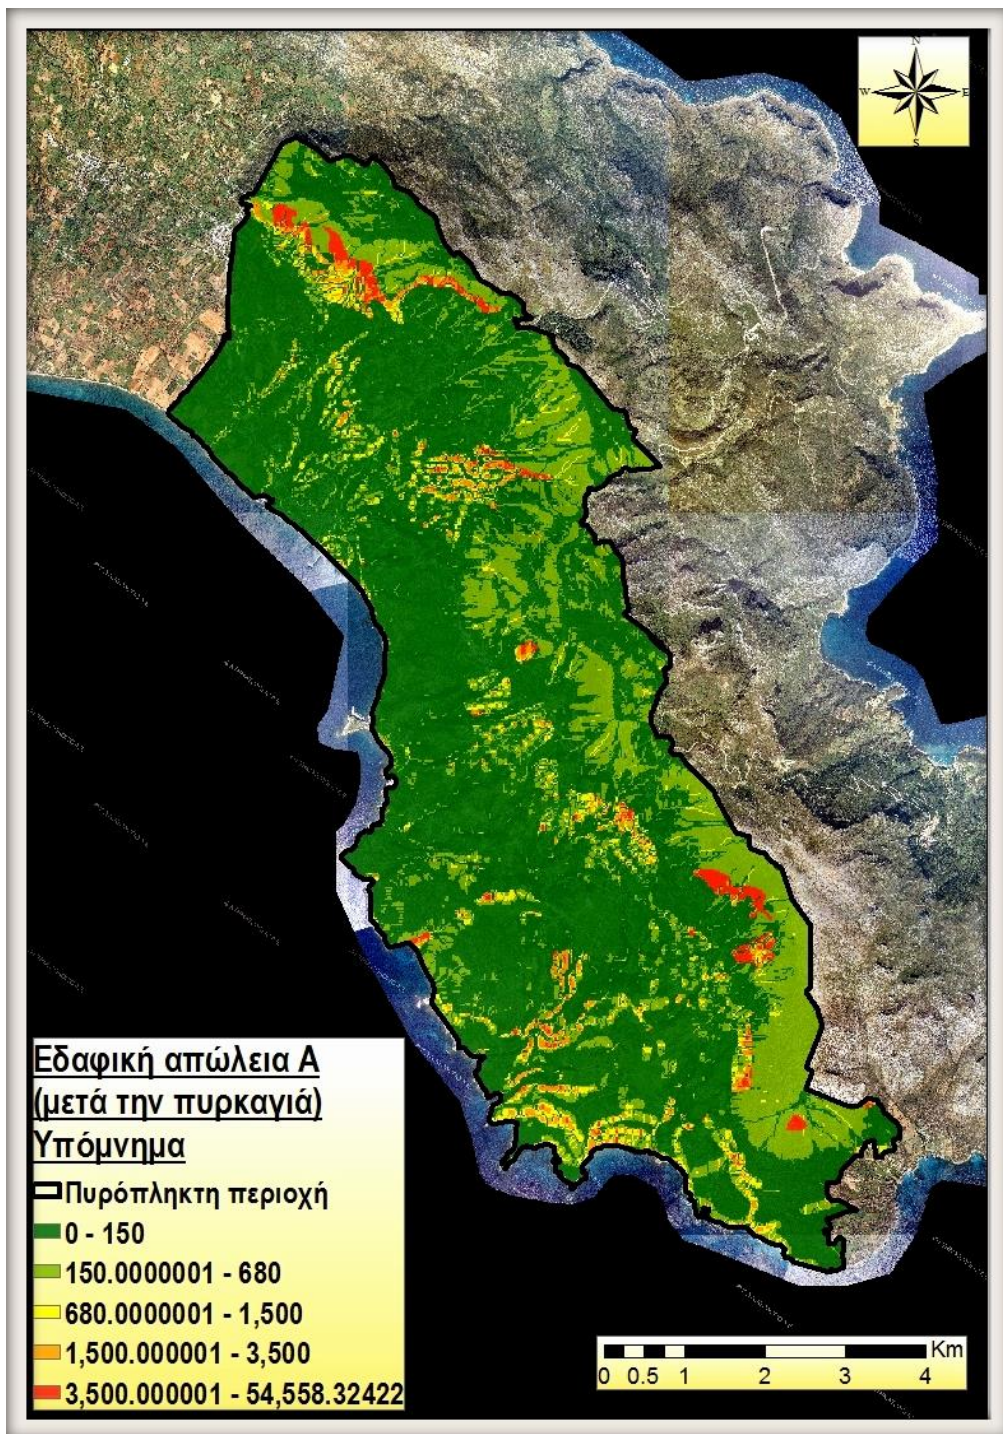 N
W E
S
Εδαφική απώλεια Α
(μετά την πυρκαγιά)
Υπόμνημα
Πυρόπληκτη περιοχή
0 - 150
150.0000001 - 680
680.0000001 - 1,500
1,500.000001 - 3,500
3,500.000001 - 54,558.32422
Km
0 0.5 1 2 3 4